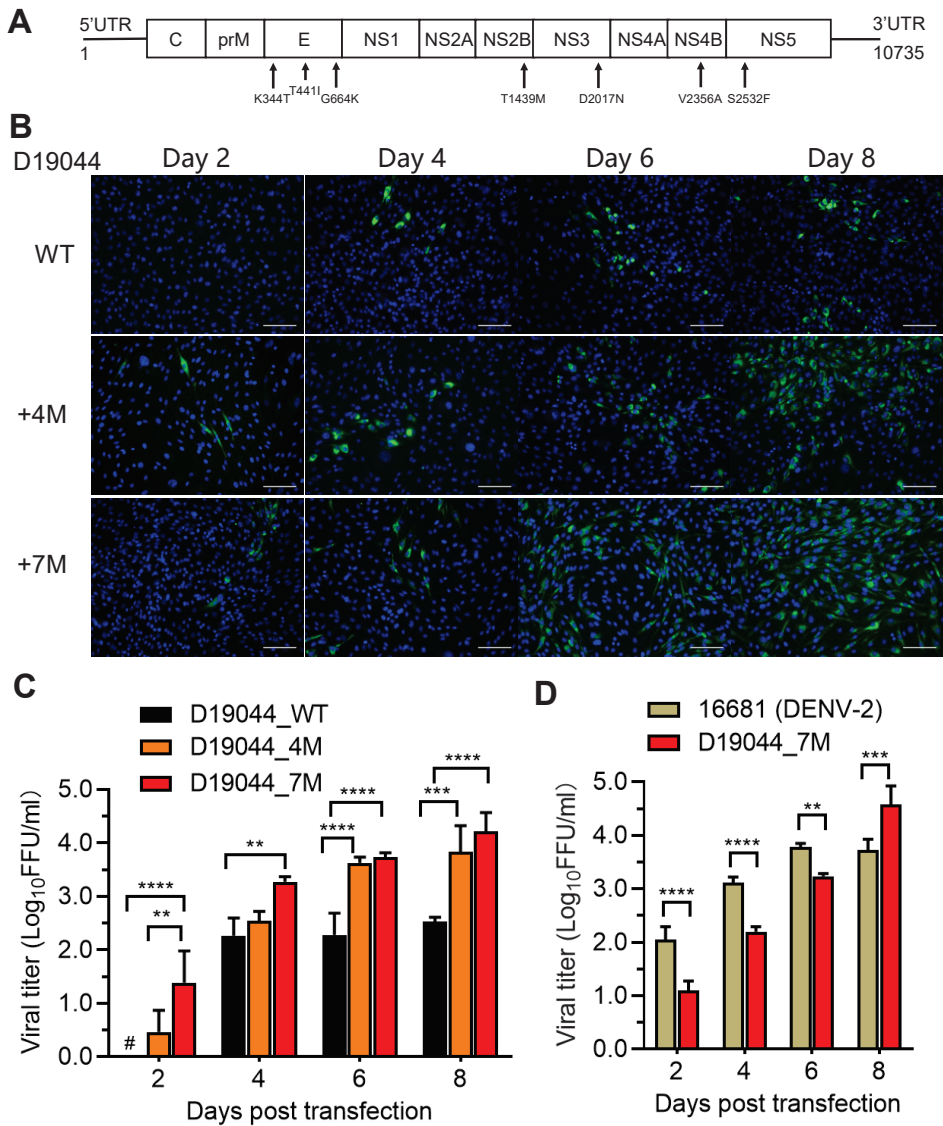 A
5'UTR
1
C
prM
E
NS1
NS2A
NS2B
NS3
NS4A
NS4B
NS5
3'UTR
10735
K344T
T441I
G664K
T1439M
D2017N
V2356A
S2532F
B
D19044
Day 2
Day 4
Day 6
Day 8
WT
+4M
+7M
C
D19044_WT
D19044_4M
D19044_7M
Viral titer (Log10FFU/ml)
5.0
4.0
3.0
2.0
1.0
0.0
****
**
#
**
****
****
****
***
2
4
6
8
Days post transfection
D
16681 (DENV-2)
D19044_7M
Viral titer (Log10FFU/ml)
5.0
4.0
3.0
2.0
1.0
0.0
****
****
**
***
2
4
6
8
Days post transfection